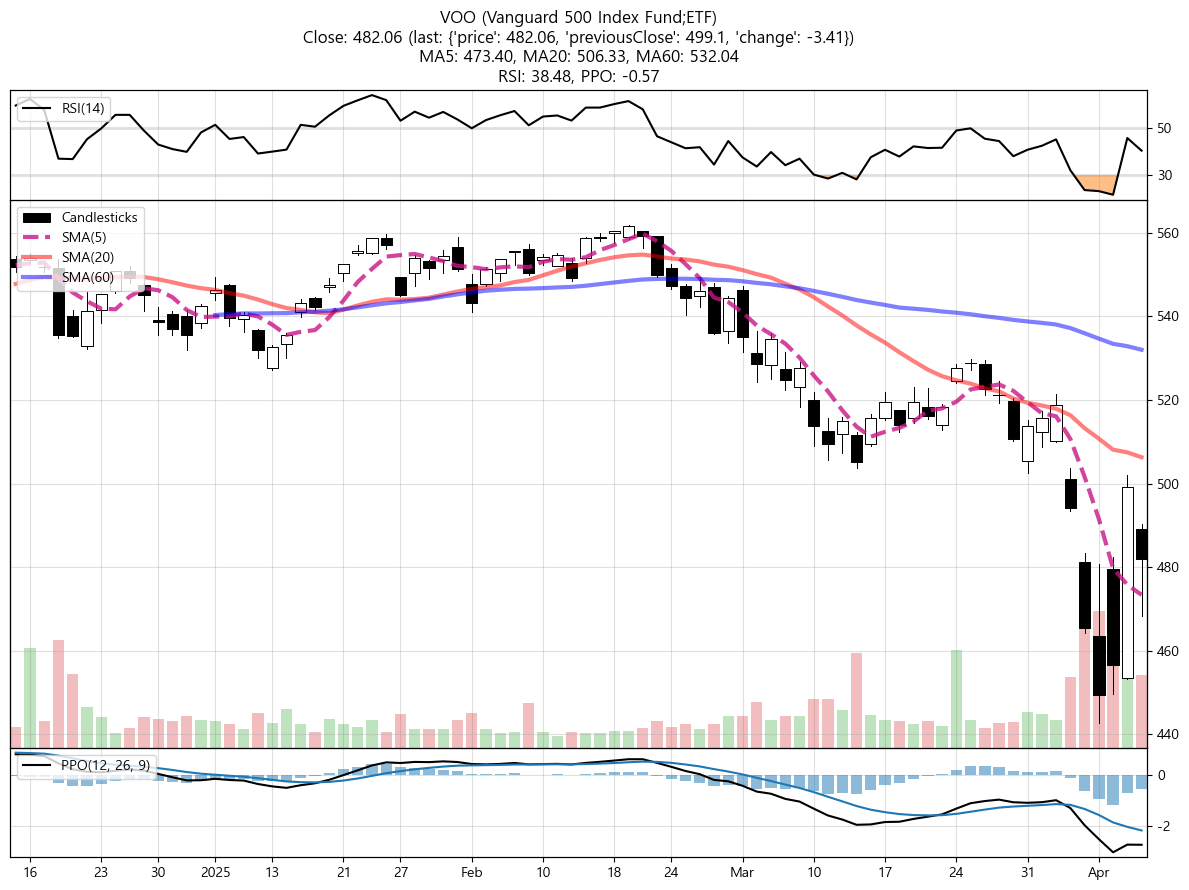 VOO (Vanguard 500 Index Fund;ETF)
Close: 482.06 (last: {'price': 482.06, 'previousClose': 499.1, 'change': -3.41})
MA5: 473.40, MA20: 506.33, MA60: 532.04
RSI: 38.48, PPO: -0.57
RSI(14)
50
30
Candlesticks
SMA(5)
SMA(20)
SMA(60)
560
540
520
500
480
460
440
PPO(12, 26, 9)
0
-2
16 23 30 2025 13 21 27 Feb 10 18 24 Mar 10 17 24 31 Apr